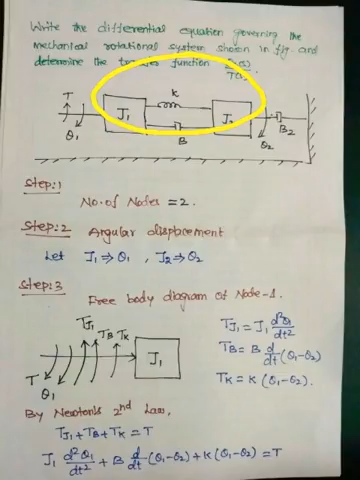 Write the differential equation governing the
mechanical rotational system shown in fig. and
determine the transfer function θ2(s)
T(s).
K
T
J1
J2
θ1
B
θ2
B2
Step:1
No. of Nodes = 2.
Step:2 Angular displacement
Let J1 ⇒ θ1 , J2 ⇒ θ2
Step:3
Free body diagram of Node-1.
TJ1 TB TK
J1
T
θ1
TJ1 = J1 d²θ1/dt²
TB = B d/dt (θ1-θ2)
TK = K (θ1-θ2).
By Newton's 2nd Law,
TJ1 + TB + TK = T
J1 d²θ1/dt² + B d/dt (θ1-θ2) + K (θ1-θ2) = T